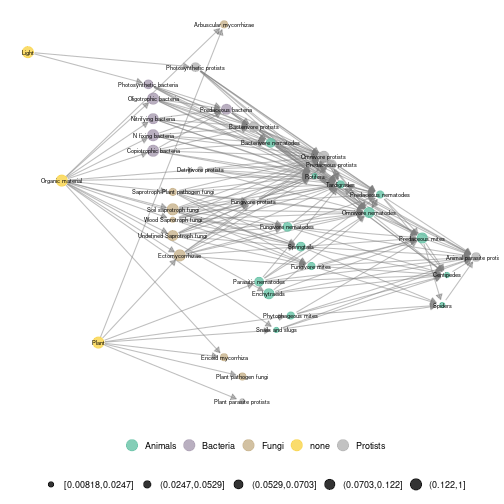 Arbuscular mycorrhizae
Light
Photosynthetic protists
Photosynthetic bacteria
Oligotrophic bacteria
Predaceous bacteria
Nitrifying bacteria
Bacterivore protists
N fixing bacteria
Bacterivore nematodes
Copiotrophic bacteria
Omnivore protists
Predaceous protists
Detritivore protists
Rotifers
Organic material
Tardigrades
Saprotroph Plant pathogen fungi
Predaceous nematodes
Fungivore protists
Soil saprotroph fungi
Omnivore nematodes
Wood Saprotroph fungi
Fungivore nematodes
Undefined Saprotroph fungi
Predaceous mites
Springtails
Ectomycorrhizae
Animal parasite proti
Fungivore mites
Centipedes
Parasitic nematodes
Enchytraeids
Spiders
Phytophageous mites
Snails and slugs
Plant
Ericoid mycorrhiza
Plant pathogen fungi
Plant parasite protists
Animals Bacteria Fungi none Protists
[0.00818,0.0247] (0.0247,0.0529] (0.0529,0.0703] (0.0703,0.122] (0.122,1]